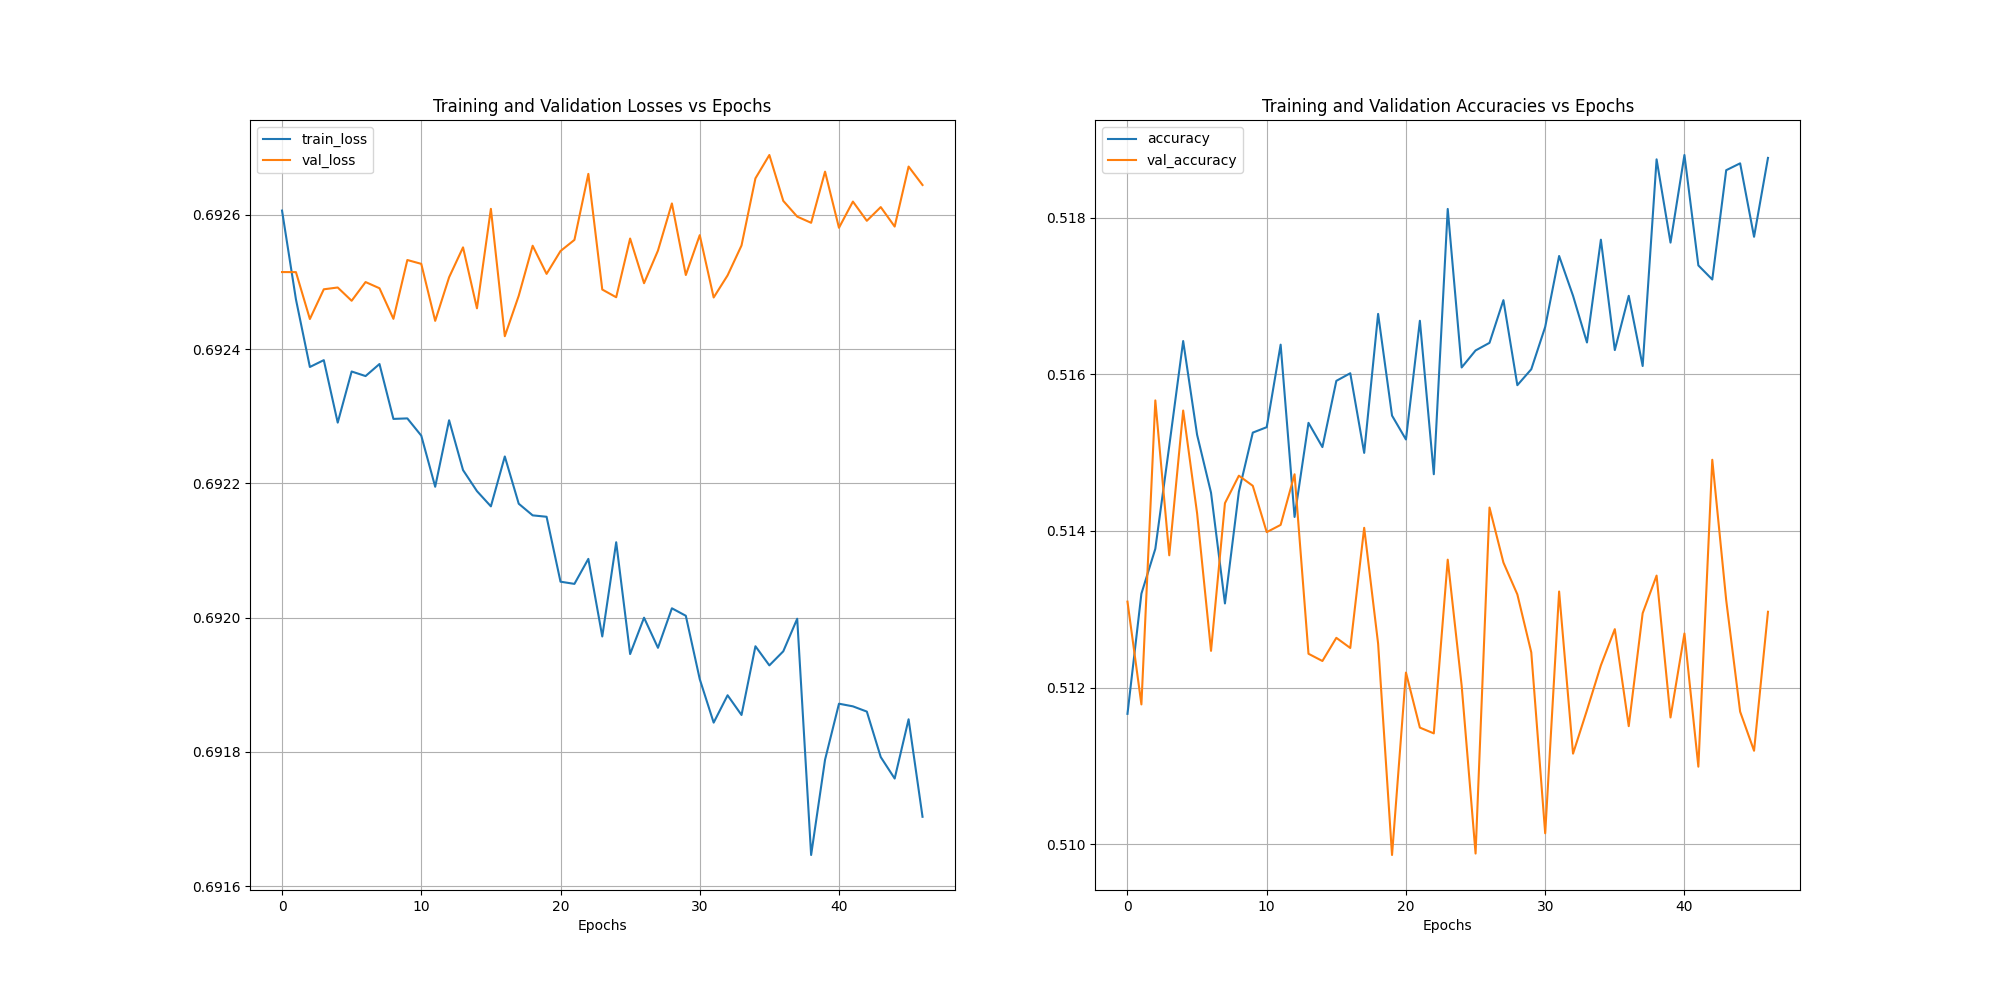 Training and Validation Losses vs Epochs
train_loss
val_loss
0.6926
0.6924
0.6922
0.6920
0.6918
0.6916
0 10 20 30 40
Epochs
Training and Validation Accuracies vs Epochs
accuracy
val_accuracy
0.518
0.516
0.514
0.512
0.510
0 10 20 30 40
Epochs